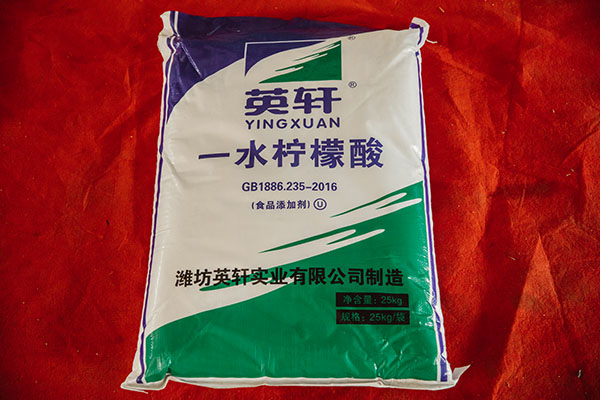 ®
英轩®
YINGXUAN
一水柠檬酸
GB1886.235-2016
(食品添加剂) U
潍坊英轩实业有限公司制造
净含量: 25kg
规格: 25kg/袋